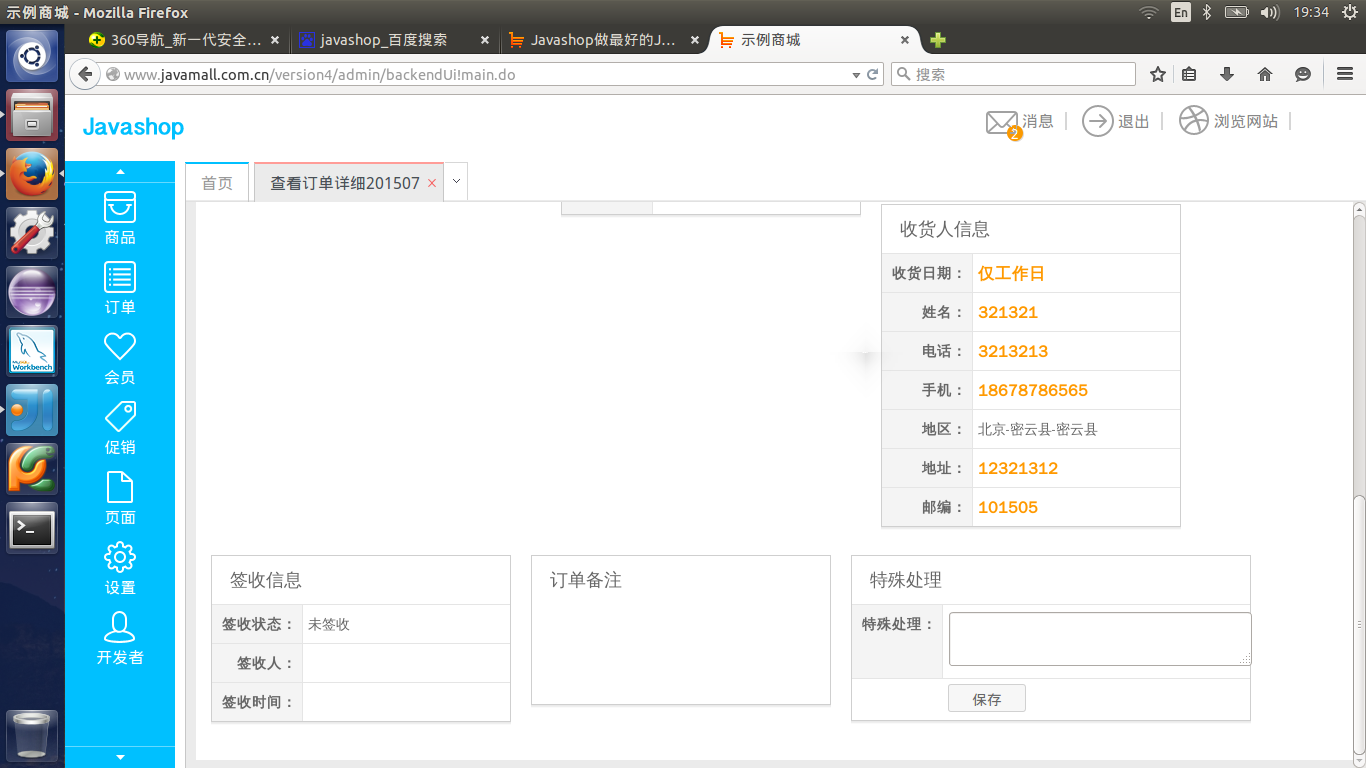 示例商城 - Mozilla Firefox
En
19:34
360导航_新一代安全...
javashop_百度搜索
Javashop做最好的J...
示例商城
www.javamall.com.cn/version4/admin/backendUi!main.do
搜索
Javashop
2
消息
退出
浏览网站
首页
查看订单详细201507
商品
订单
会员
促销
页面
设置
开发者
收货人信息
收货日期： 仅工作日
姓名： 321321
电话： 3213213
手机： 18678786565
地区： 北京-密云县-密云县
地址： 12321312
邮编： 101505
签收信息
签收状态： 未签收
签收人：
签收时间：
订单备注
特殊处理
特殊处理：
保存
Workbench